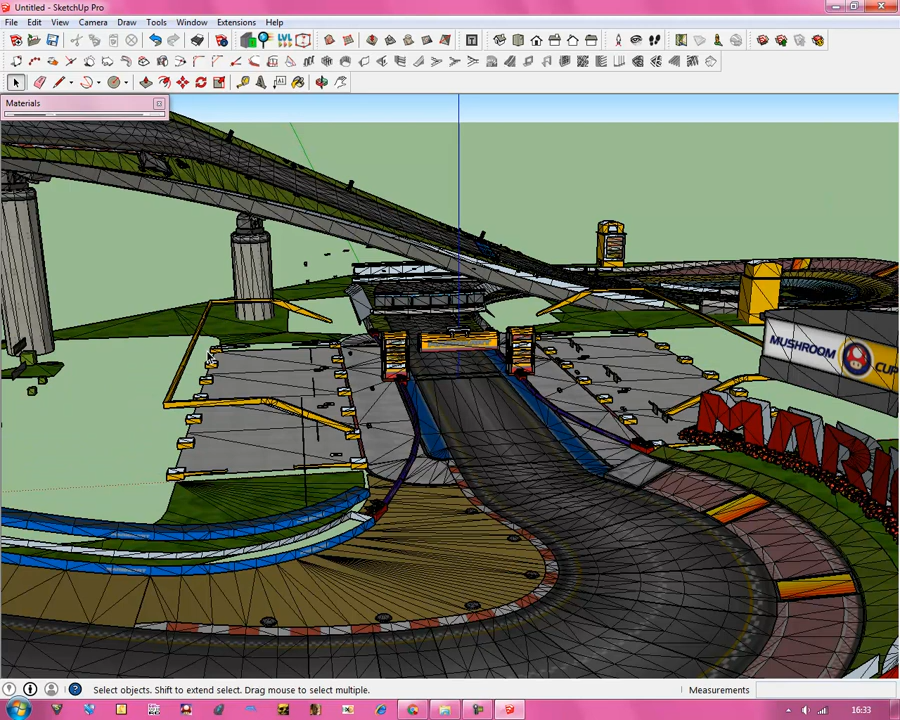 Untitled - SketchUp Pro
File Edit View Camera Draw Tools Window Extensions Help
LVL
Materials
MUSHROOM
CUP
MARI
Select objects. Shift to extend select. Drag mouse to select multiple.
Measurements
16:33